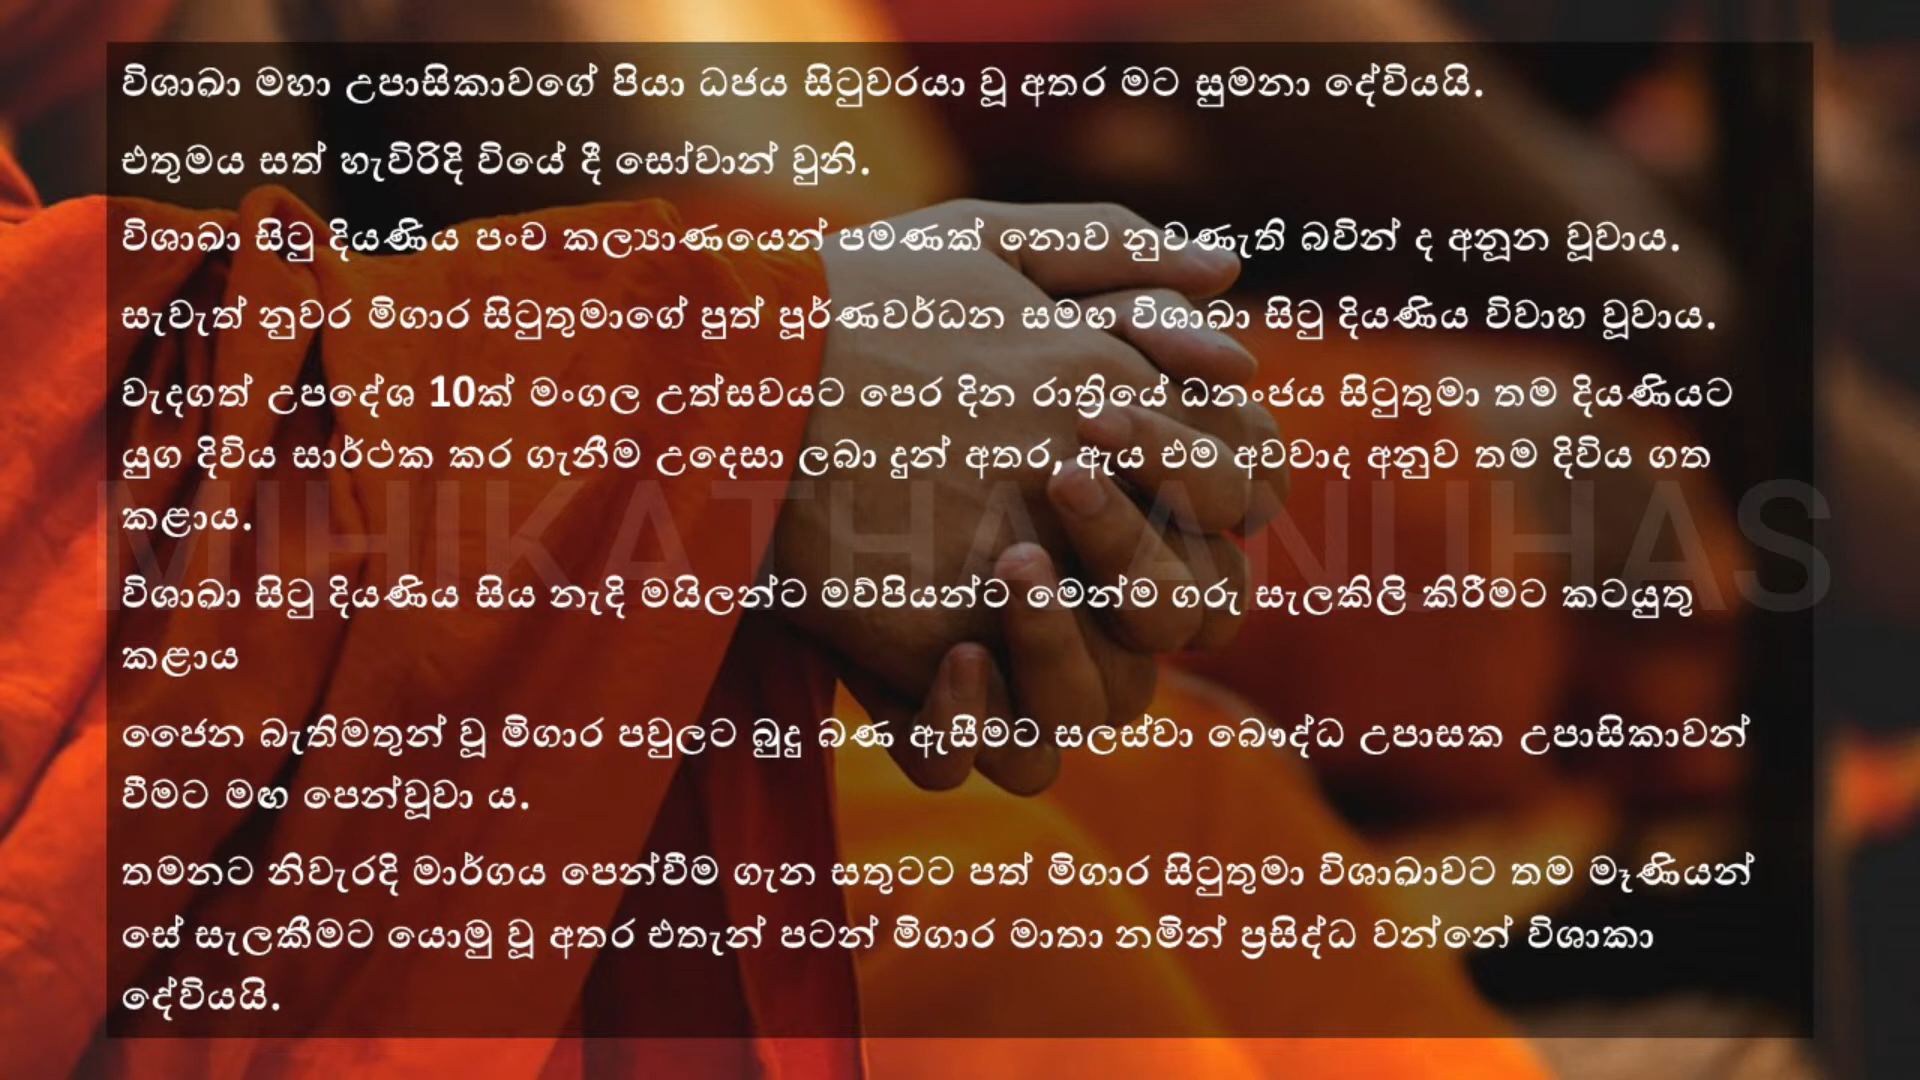 විශාඛා මහා උපාසිකාවගේ පියා ධජය සිටුවරයා වූ අතර මව සුමනා දේවියයි.
එතුමය සත් හැවිරිදි වියේ දී සෝවාන් වුනි.
විශාඛා සිටු දියණිය පංච කල්‍යාණයෙන් පමණක් නොව නුවණැති බවින් ද අනූන වූවාය.
සැවැත් නුවර මිගාර සිටුතුමාගේ පුත් පූර්ණවර්ධන සමඟ විශාඛා සිටු දියණිය විවාහ වූවාය.
වැදගත් උපදේශ 10ක් මංගල උත්සවයට පෙර දින රාත්‍රියේ ධනංජය සිටුතුමා තම දියණියට
යුග දිවිය සාර්ථක කර ගැනීම උදෙසා ලබා දුන් අතර, ඇය එම අවවාද අනුව තම දිවිය ගත
කළාය.
MIHIKATHA ANUHAS
විශාඛා සිටු දියණිය සිය නැදි මයිලන්ට මව්පියන්ට මෙන්ම ගරු සැලකිලි කිරීමට කටයුතු
කළාය
ජෛන බැතිමතුන් වූ මිගාර පවුලට බුදු බණ ඇසීමට සලස්වා බෞද්ධ උපාසක උපාසිකාවන්
වීමට මඟ පෙන්වූවා ය.
තමනට නිවැරදි මාර්ගය පෙන්වීම ගැන සතුටට පත් මිගාර සිටුතුමා විශාඛාවට තම මෑණියන්
සේ සැලකීමට යොමු වූ අතර එතැන් පටන් මිගාර මාතා නමින් ප්‍රසිද්ධ වන්නේ විශාකා
දේවියයි.